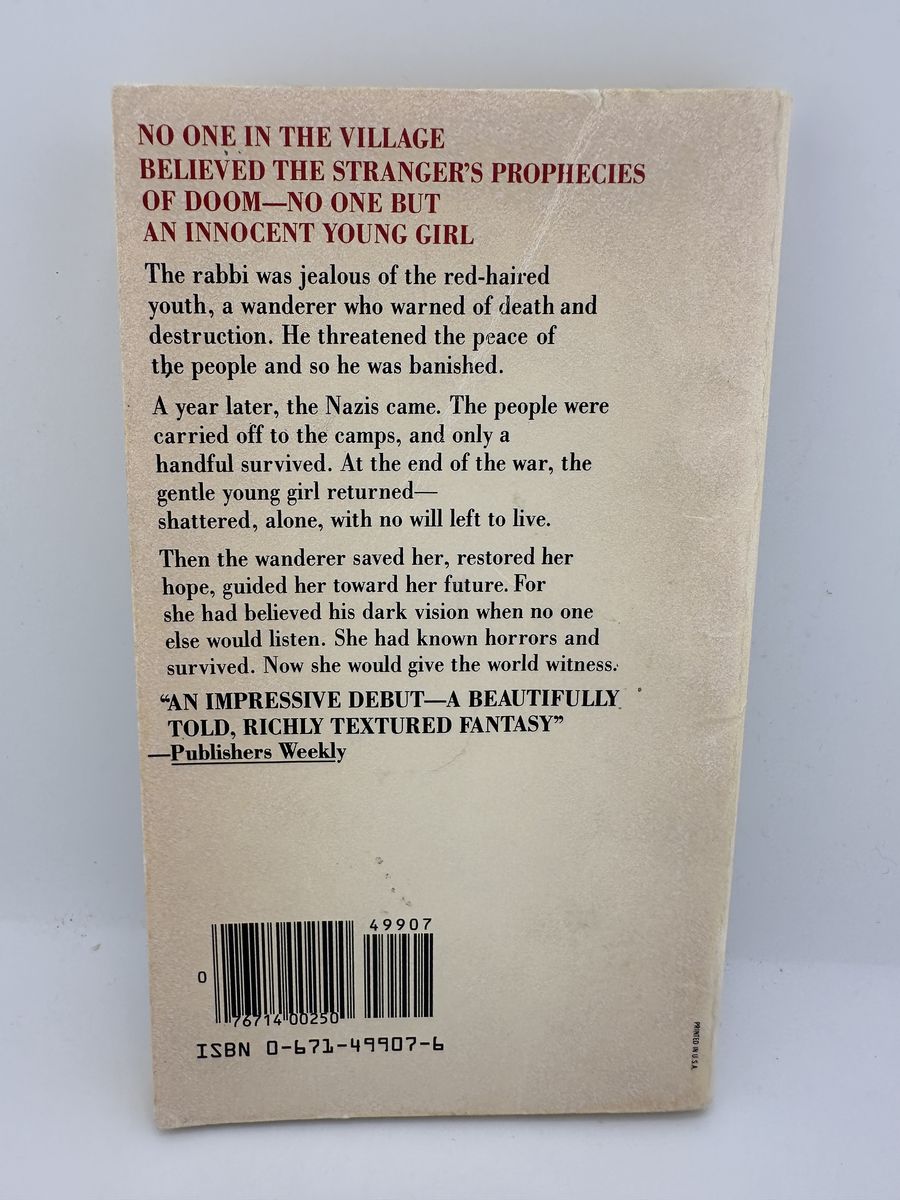 NO ONE IN THE VILLAGE
BELIEVED THE STRANGER'S PROPHECIES
OF DOOM—NO ONE BUT
AN INNOCENT YOUNG GIRL
The rabbi was jealous of the red-haired
youth, a wanderer who warned of death and
destruction. He threatened the peace of
the people and so he was banished.
A year later, the Nazis came. The people were
carried off to the camps, and only a
handful survived. At the end of the war, the
gentle young girl returned—
shattered, alone, with no will left to live.
Then the wanderer saved her, restored her
hope, guided her toward her future. For
she had believed his dark vision when no one
else would listen. She had known horrors and
survived. Now she would give the world witness.
“AN IMPRESSIVE DEBUT—A BEAUTIFULLY
TOLD, RICHLY TEXTURED FANTASY”
—Publishers Weekly
49907
0
76714 00250
ISBN 0-671-49907-6
PRINTED IN U.S.A.